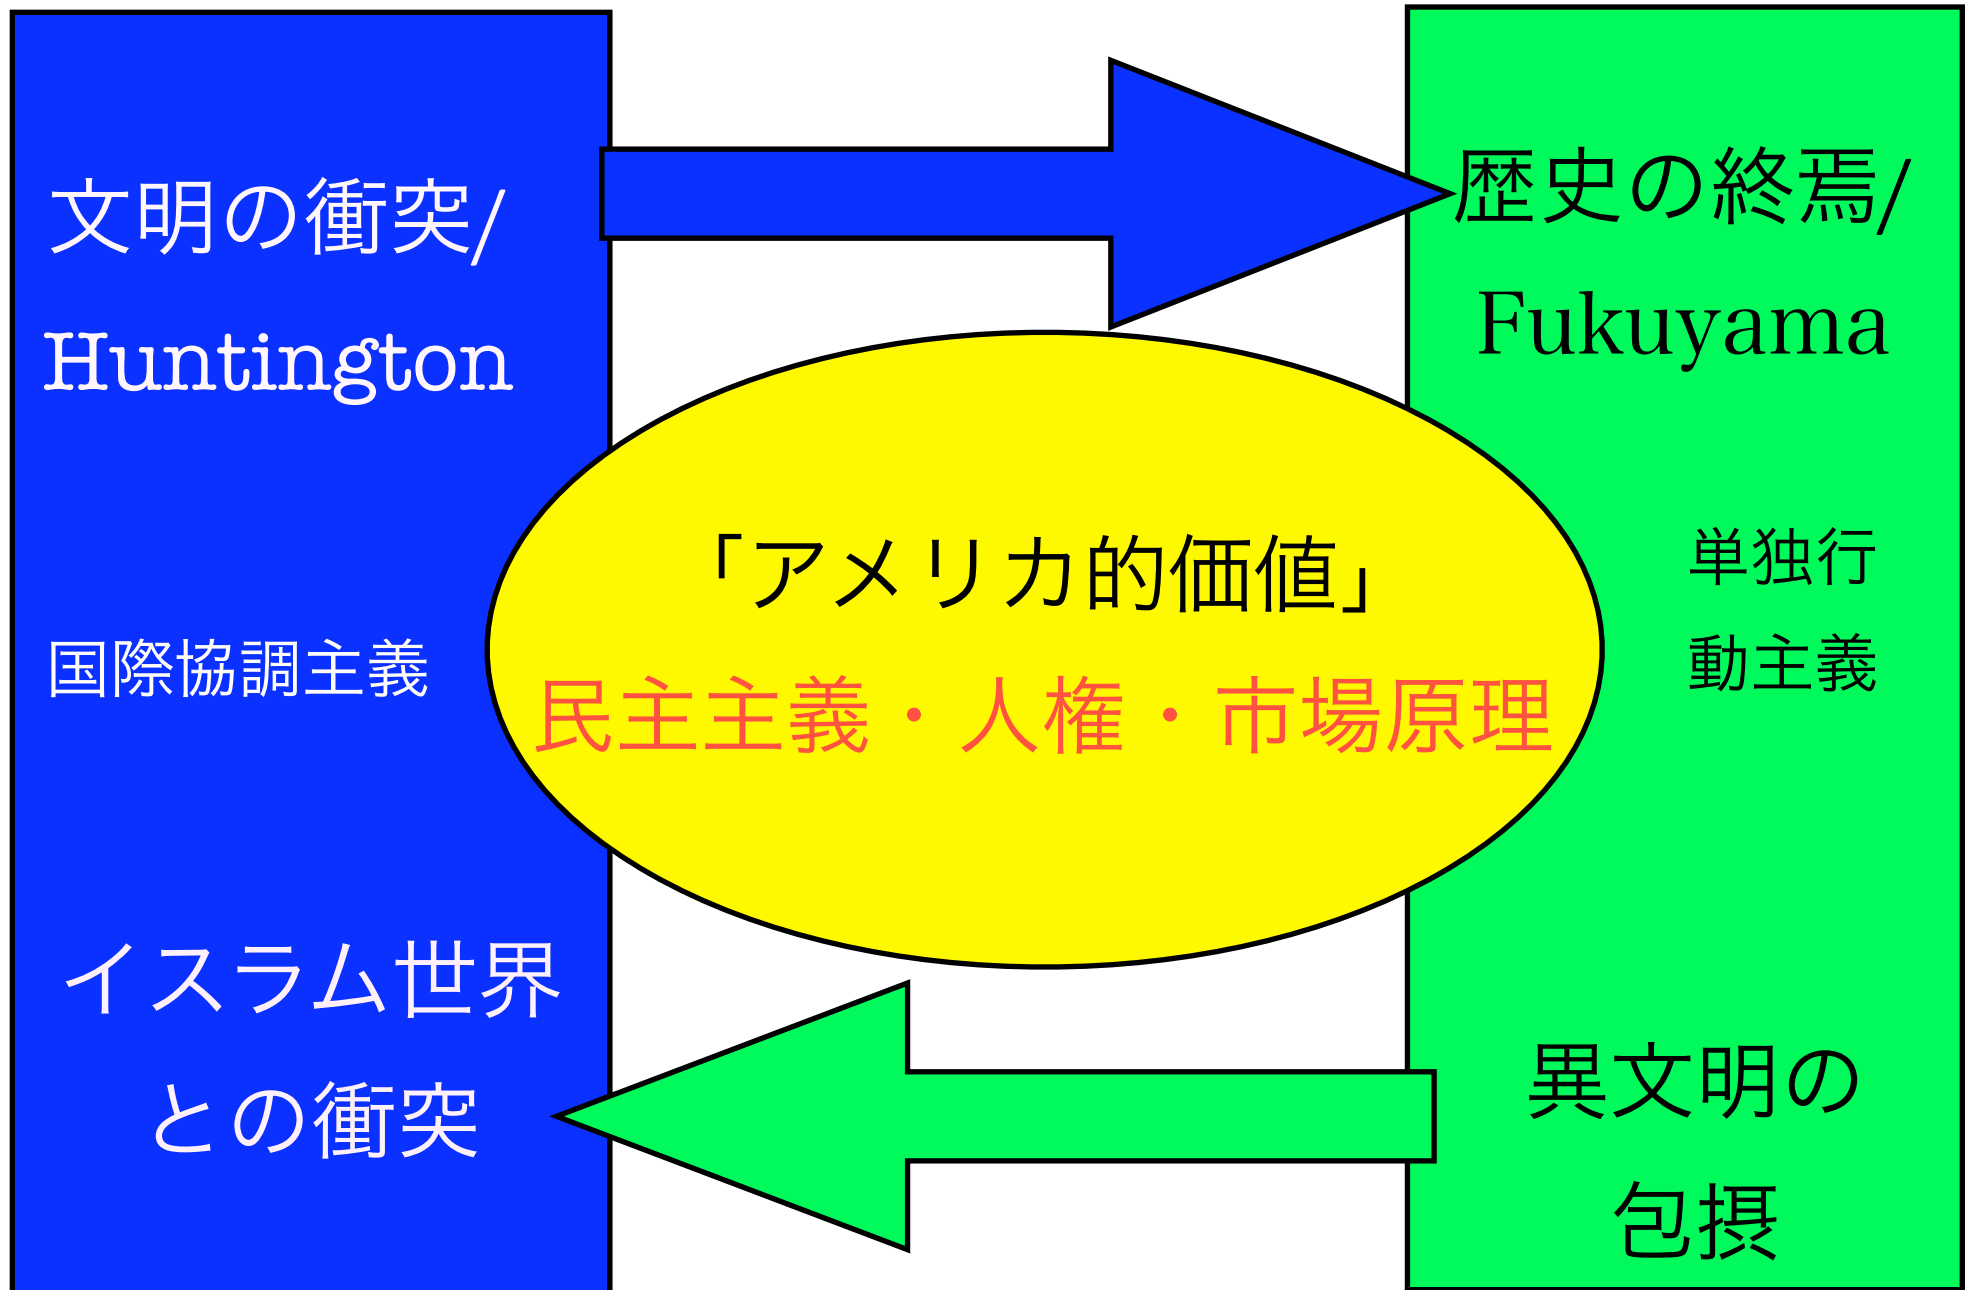 文明の衝突/
Huntington
国際協調主義
イスラム世界
との衝突
「アメリカ的価値」
民主主義・人権・市場原理
歴史の終焉/
Fukuyama
単独行
動主義
異文明の
包摂